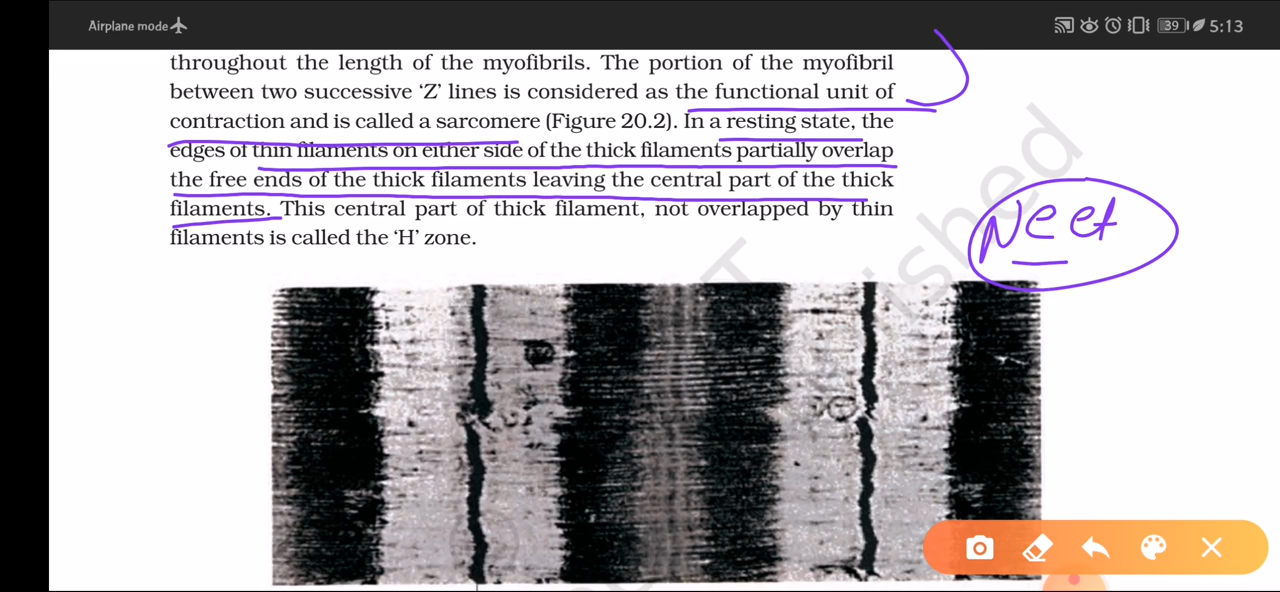 Airplane mode
39 5:13
throughout the length of the myofibrils. The portion of the myofibril
between two successive ‘Z’ lines is considered as the functional unit of
contraction and is called a sarcomere (Figure 20.2). In a resting state, the
edges of thin filaments on either side of the thick filaments partially overlap
the free ends of the thick filaments leaving the central part of the thick
filaments. This central part of thick filament, not overlapped by thin
filaments is called the ‘H’ zone.
Neet
ished